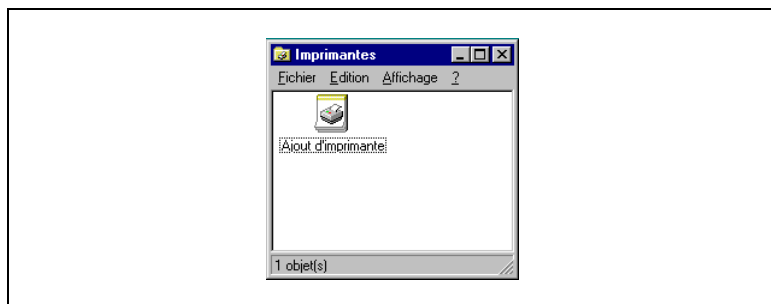 Imprimantes
Fichier Edition Affichage ?
Ajout d'imprimante
1 objet(s)